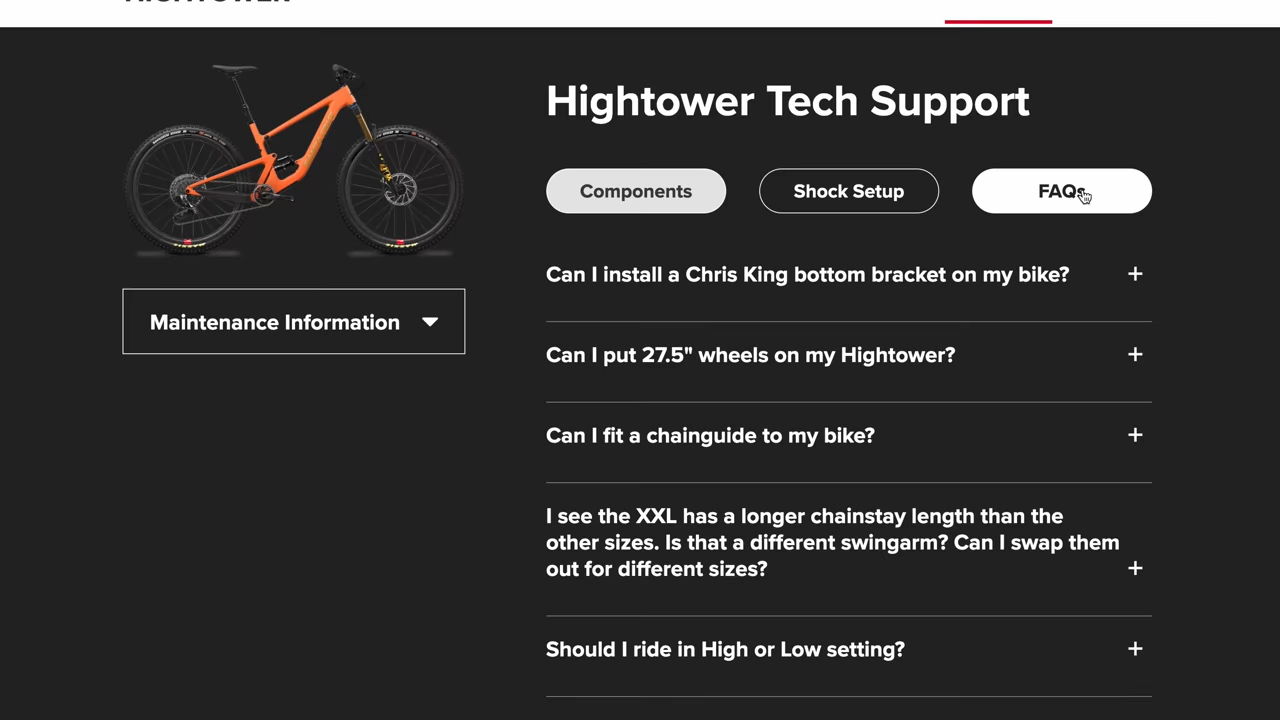 HIGHTOWER
Hightower Tech Support
Components
Shock Setup
FAQs
Maintenance Information
Can I install a Chris King bottom bracket on my bike?
Can I put 27.5" wheels on my Hightower?
Can I fit a chainguide to my bike?
I see the XXL has a longer chainstay length than the
other sizes. Is that a different swingarm? Can I swap them
out for different sizes?
Should I ride in High or Low setting?